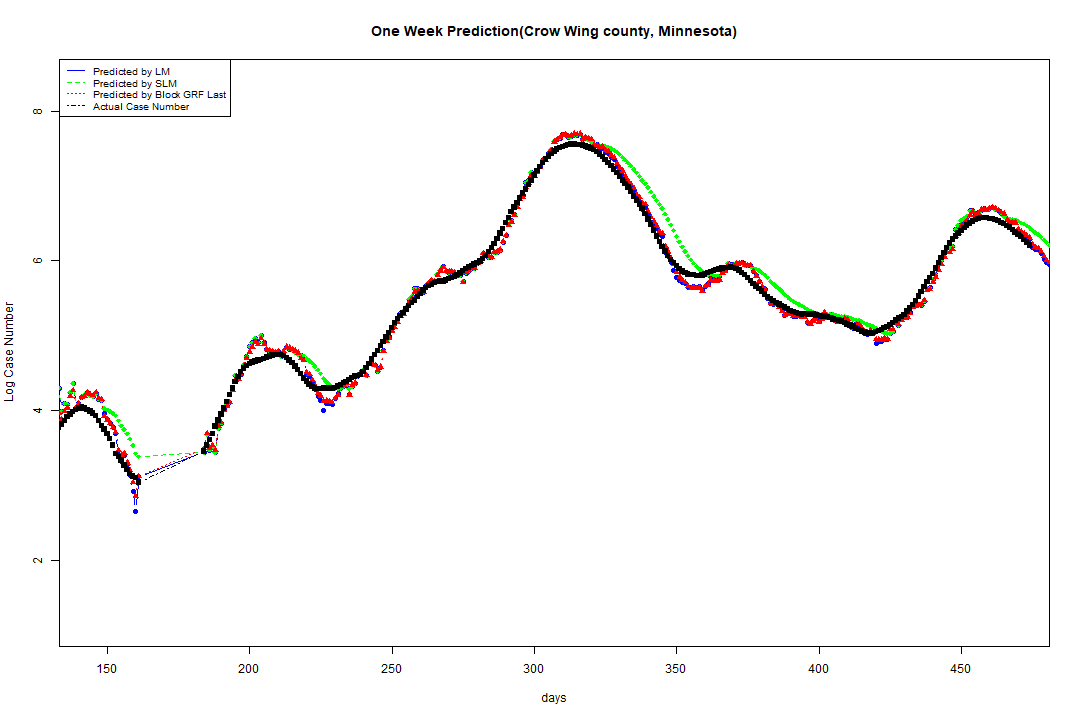 One Week Prediction(Crow Wing county, Minnesota)
Predicted by LM
Predicted by SLM
Predicted by Block GRF Last
Actual Case Number
8
6
4
2
Log Case Number
150 200 250 300 350 400 450
days